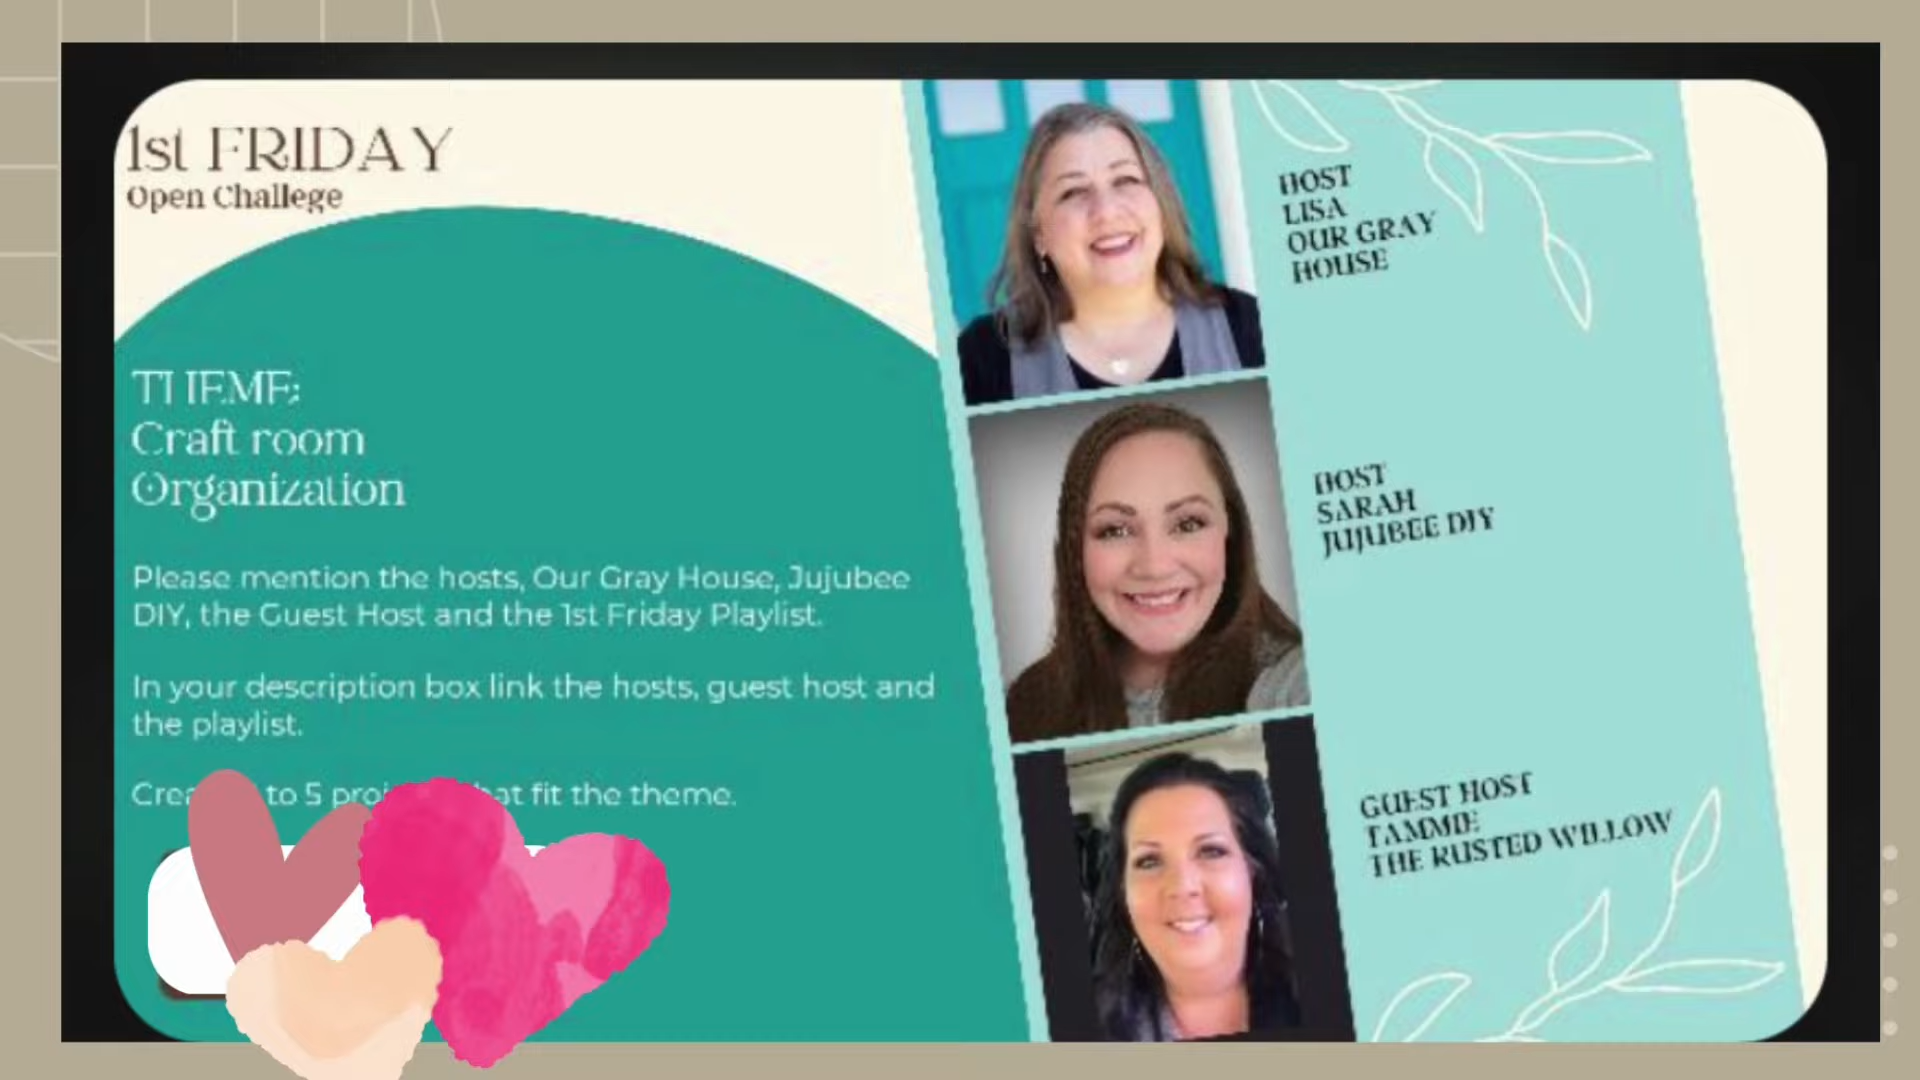 1st FRIDAY
Open Challege
THEME:
Craft room
Organization
Please mention the hosts, Our Gray House, Jujubee
DIY, the Guest Host and the 1st Friday Playlist.
In your description box link the hosts, guest host and
the playlist.
to 5 that fit the theme.
HOST
LISA
OUR GRAY
HOUSE
HOST
SARAH
JUJUBEE DIY
GUEST HOST
TAMMIE
THE RUSTED WILLOW